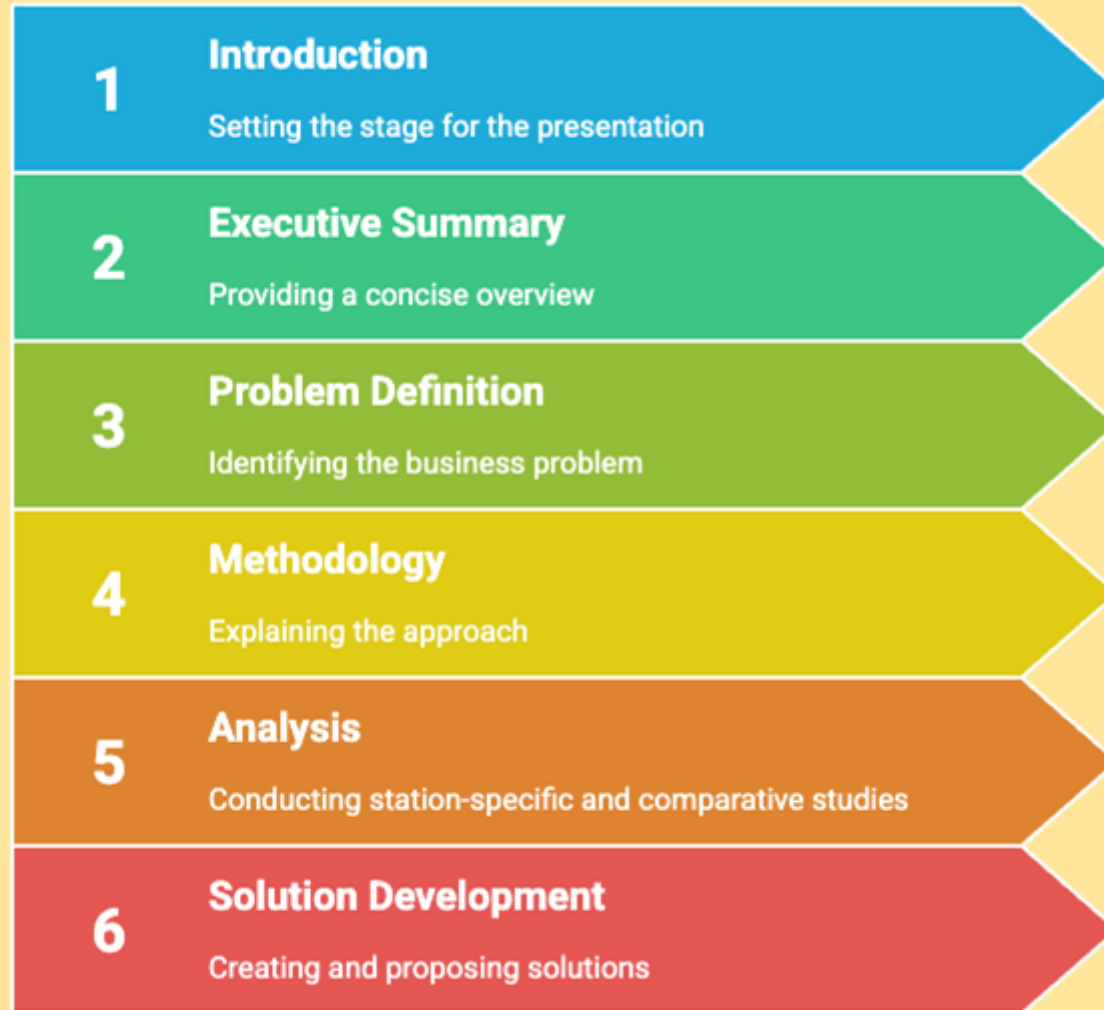 1
Introduction
Setting the stage for the presentation
2
Executive Summary
Providing a concise overview
3
Problem Definition
Identifying the business problem
4
Methodology
Explaining the approach
5
Analysis
Conducting station-specific and comparative studies
6
Solution Development
Creating and proposing solutions